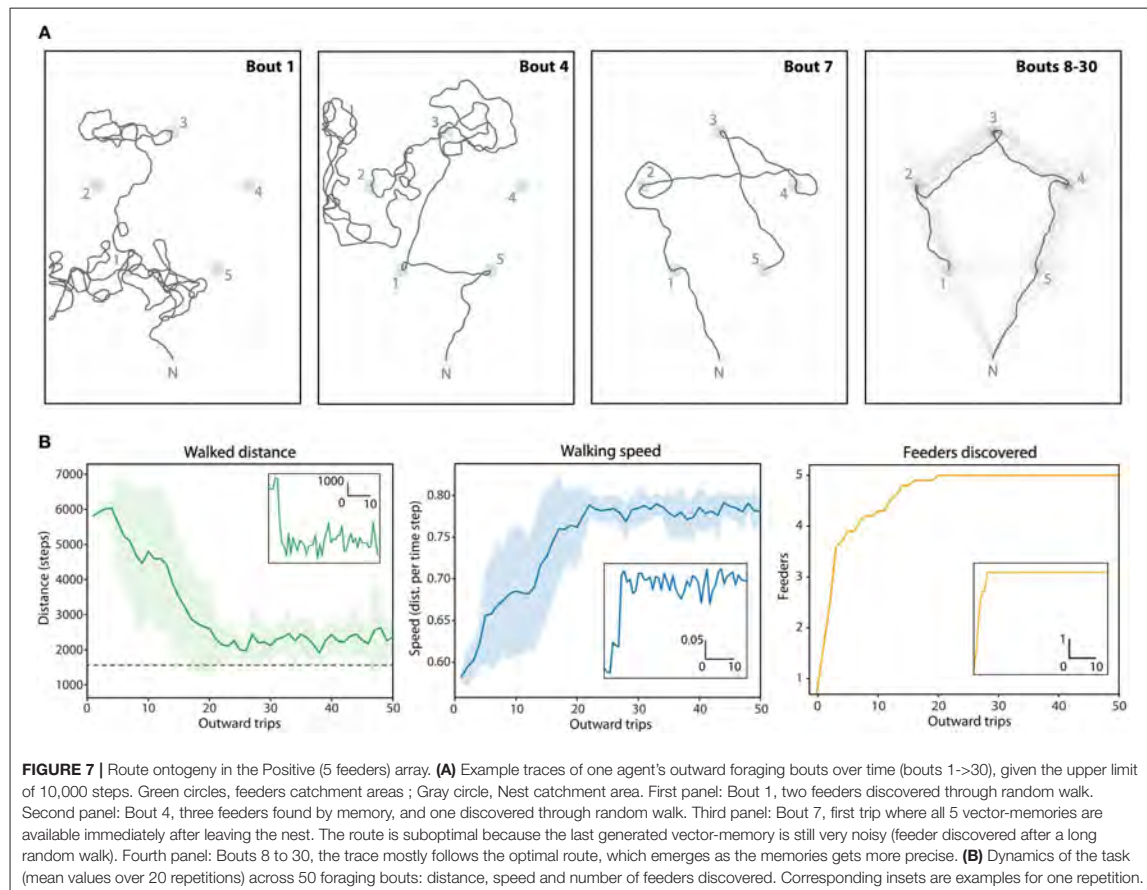 A
Bout 1
Bout 4
Bout 7
Bouts 8-30
3
2
4
1
5
N
3
2
4
1
5
N
3
2
4
1
5
N
3
2
4
1
5
N
B
Walked distance
Walking speed
Feeders discovered
7000
6000
5000
4000
3000
2000
1000
Distance (steps)
0
10
20
30
40
50
Outward trips
1000
0
10
0.80
0.75
0.70
0.65
0.60
Speed (dist. per time step)
0
10
20
30
40
50
Outward trips
0.05
0
10
5
4
3
2
1
Feeders
0
10
20
30
40
50
Outward trips
1
0
10
FIGURE 7 | Route ontogeny in the Positive (5 feeders) array. (A) Example traces of one agent's outward foraging bouts over time (bouts 1->30), given the upper limit
of 10,000 steps. Green circles, feeders catchment areas ; Gray circle, Nest catchment area. First panel: Bout 1, two feeders discovered through random walk.
Second panel: Bout 4, three feeders found by memory, and one discovered through random walk. Third panel: Bout 7, first trip where all 5 vector-memories are
available immediately after leaving the nest. The route is suboptimal because the last generated vector-memory is still very noisy (feeder discovered after a long
random walk). Fourth panel: Bouts 8 to 30, the trace mostly follows the optimal route, which emerges as the memories gets more precise. (B) Dynamics of the task
(mean values over 20 repetitions) across 50 foraging bouts: distance, speed and number of feeders discovered. Corresponding insets are examples for one repetition.